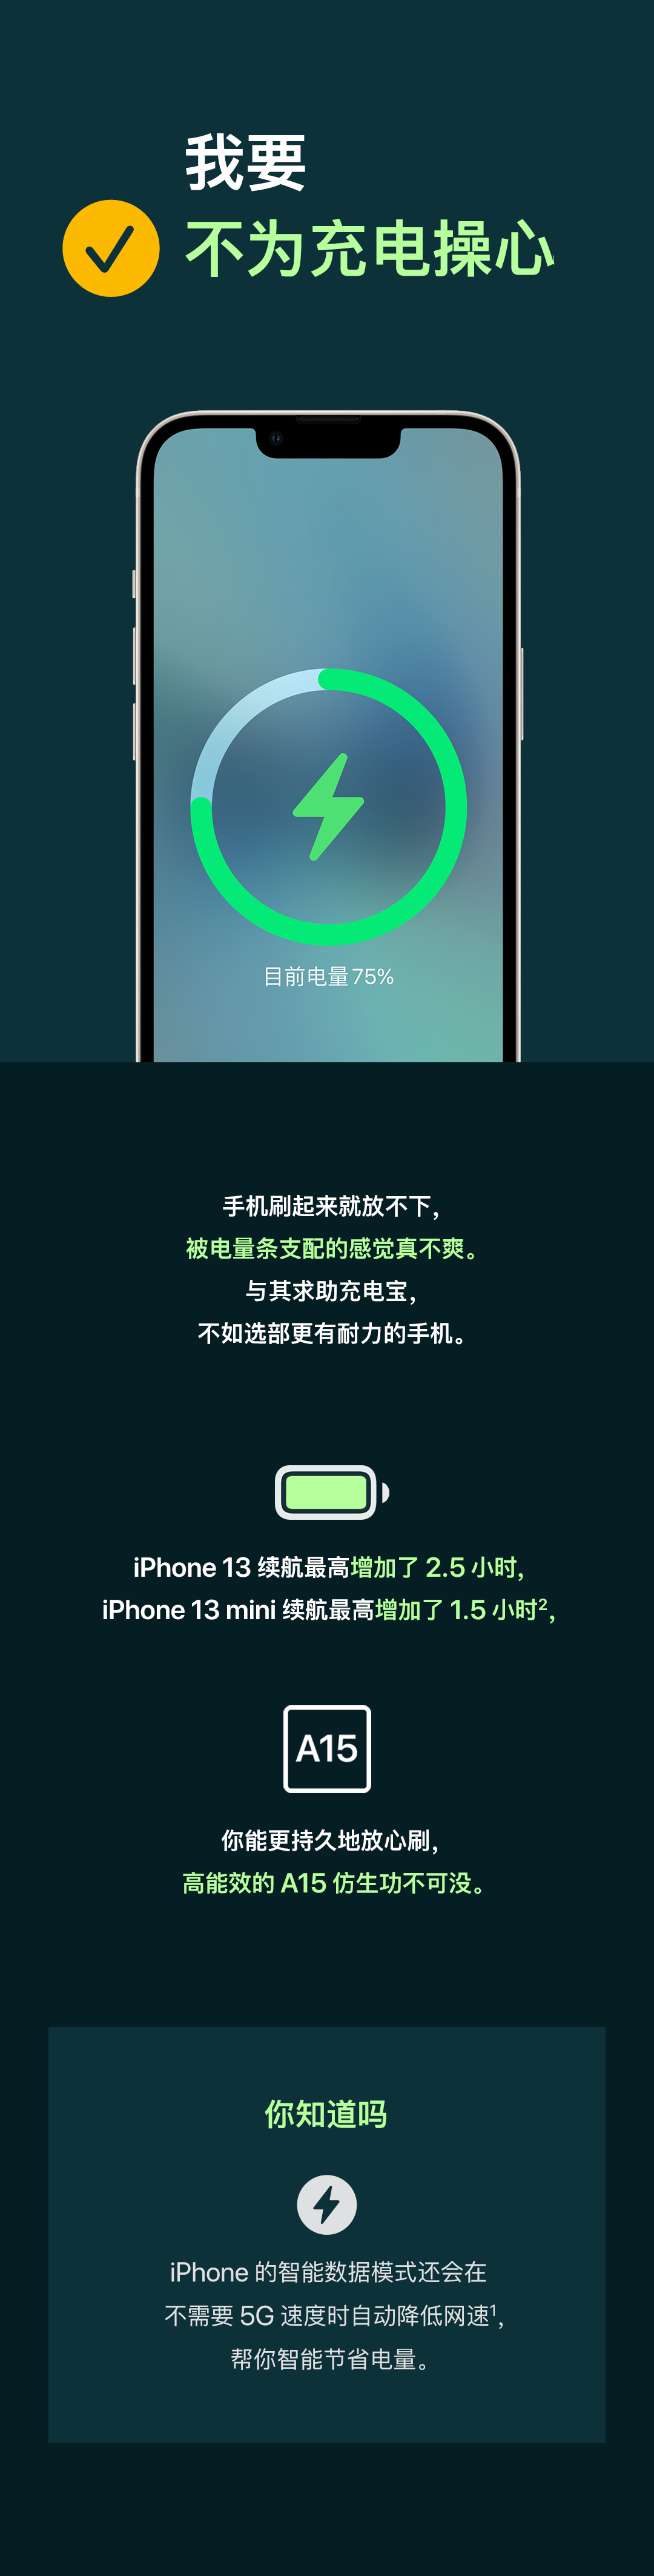 我要
不为充电操心
目前电量75%
手机刷起来就放不下，
被电量条支配的感觉真不爽。
与其求助充电宝，
不如选部更有耐力的手机。
iPhone 13 续航最高增加了 2.5 小时，
iPhone 13 mini 续航最高增加了 1.5 小时²，
A15
你能更持久地放心刷，
高能效的 A15 仿生功不可没。
你知道吗
iPhone 的智能数据模式还会在
不需要 5G 速度时自动降低网速¹，
帮你智能节省电量。